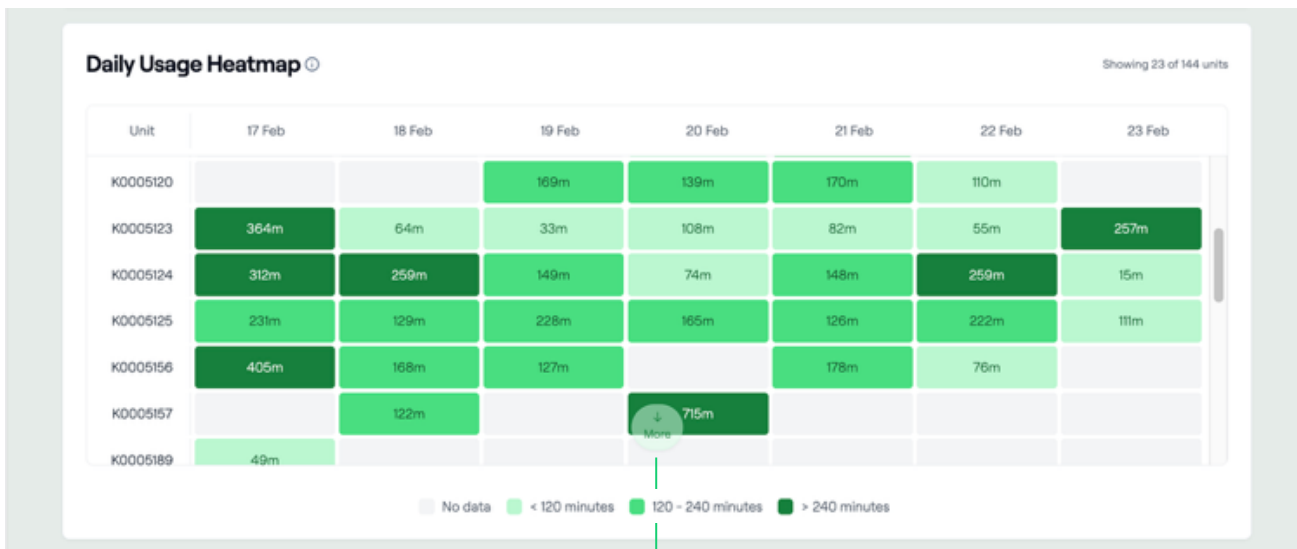 Daily Usage Heatmap
Showing 23 of 144 units
Unit 17 Feb 18 Feb 19 Feb 20 Feb 21 Feb 22 Feb 23 Feb
K0005120 169m 139m 170m 110m
K0005123 364m 64m 33m 108m 82m 55m 257m
K0005124 312m 259m 149m 74m 148m 259m 15m
K0005125 231m 129m 228m 165m 126m 222m 111m
K0005156 405m 168m 127m 178m 76m
K0005157 122m 715m
↓
More
K0005189 49m
No data < 120 minutes 120 - 240 minutes > 240 minutes